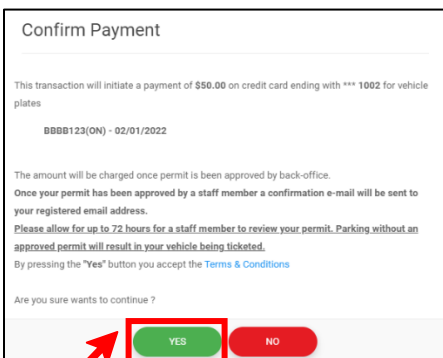 Confirm Payment
This transaction will initiate a payment of $50.00 on credit card ending with *** 1002 for vehicle
plates
BBBB123(ON) - 02/01/2022
The amount will be charged once permit is been approved by back-office.
Once your permit has been approved by a staff member a confirmation e-mail will be sent to
your registered email address.
Please allow for up to 72 hours for a staff member to review your permit. Parking without an
approved permit will result in your vehicle being ticketed.
By pressing the "Yes" button you accept the Terms & Conditions
Are you sure wants to continue ?
YES NO